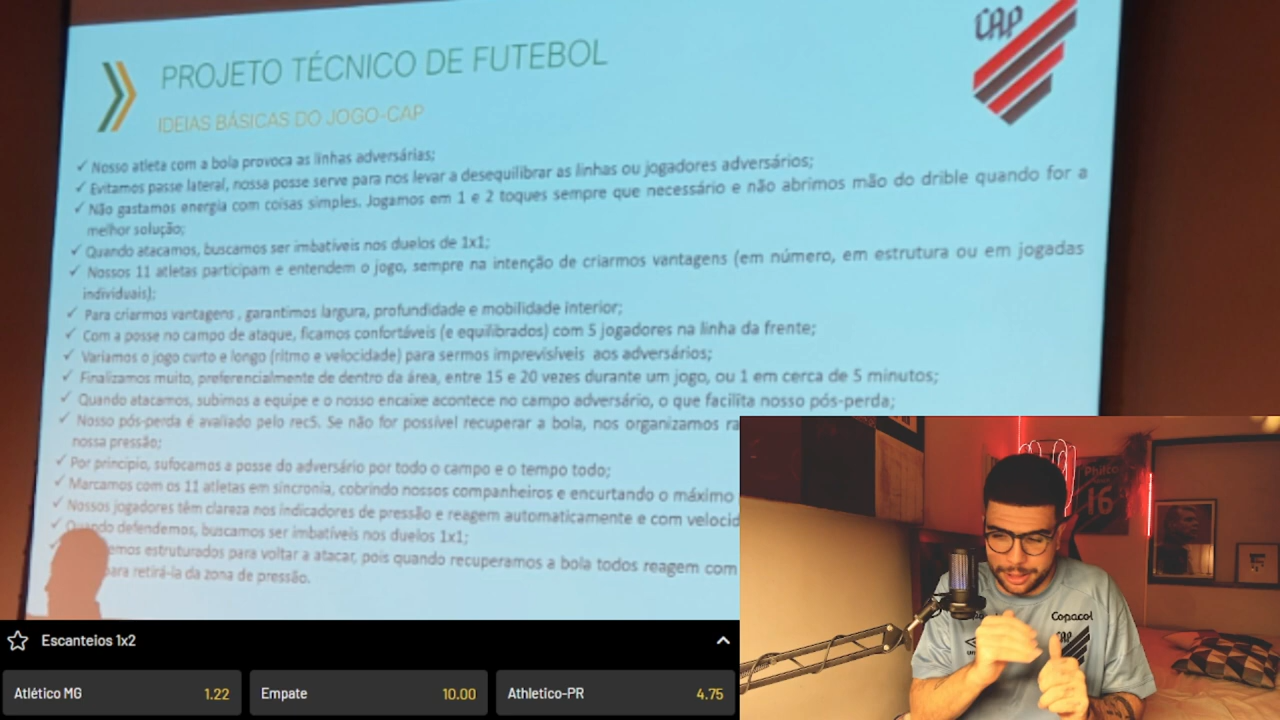 CAP
PROJETO TÉCNICO DE FUTEBOL
IDEIAS BÁSICAS DO JOGO-CAP
✓ Nosso atleta com a bola provoca as linhas adversárias;
✓ Evitamos passe lateral, nossa posse serve para nos levar a desequilibrar as linhas ou jogadores adversários;
✓ Não gastamos energia com coisas simples. Jogamos em 1 e 2 toques sempre que necessário e não abrimos mão do drible quando for a
melhor solução;
✓ Quando atacamos, buscamos ser imbatíveis nos duelos de 1x1;
✓ Nossos 11 atletas participam e entendem o jogo, sempre na intenção de criarmos vantagens (em número, em estrutura ou em jogadas
individuais);
✓ Para criarmos vantagens , garantimos largura, profundidade e mobilidade interior;
✓ Com a posse no campo de ataque, ficamos confortáveis (e equilibrados) com 5 jogadores na linha da frente;
✓ Variamos o jogo curto e longo (ritmo e velocidade) para sermos imprevisíveis aos adversários;
✓ Finalizamos muito, preferencialmente de dentro da área, entre 15 e 20 vezes durante um jogo, ou 1 em cerca de 5 minutos;
✓ Quando atacamos, subimos a equipe e o nosso encaixe acontece no campo adversário, o que facilita nosso pós-perda;
✓ Nosso pós-perda é avaliado pelo rec5. Se não for possível recuperar a bola, nos organizamos ra
nossa pressão;
✓ Por princípio, sufocamos a posse do adversário por todo o campo e o tempo todo;
✓ Marcamos com os 11 atletas em sincronia, cobrindo nossos companheiros e encurtando o máximo
✓ Nossos jogadores têm clareza nos indicadores de pressão e reagem automaticamente e com velocid
✓ Quando defendemos, buscamos ser imbatíveis nos duelos 1x1;
emos estruturados para voltar a atacar, pois quando recuperamos a bola todos reagem com
para retirá-la da zona de pressão.
Philco
16
Copacol
CAP
Escanteios 1x2
Atlético MG 1.22 Empate 10.00 Athletico-PR 4.75